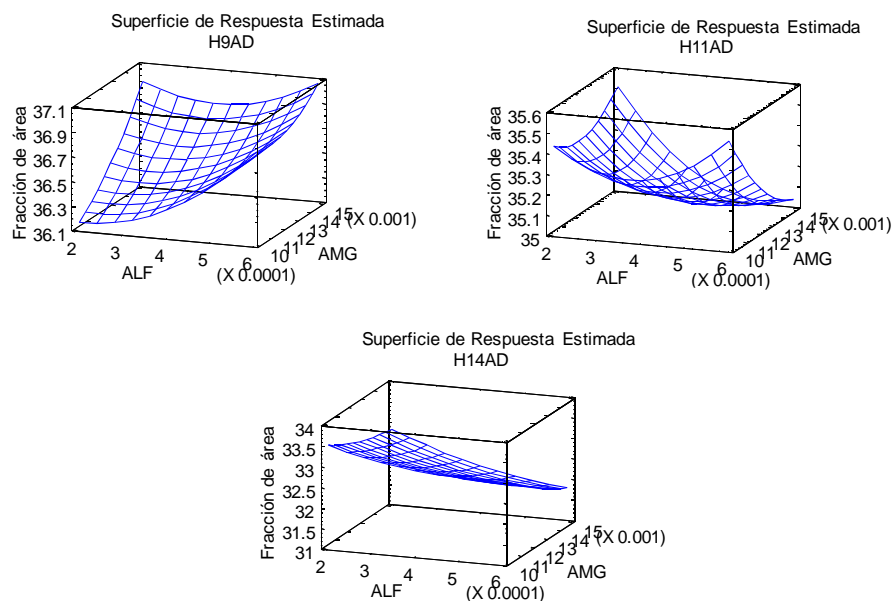 Superficie de Respuesta Estimada
H9AD
Fracción de área
37.1
36.9
36.7
36.5
36.3
36.1
2
3
4
5
6
ALF
(X 0.0001)
10
11
12
13
14
15
(X 0.001)
AMG
Superficie de Respuesta Estimada
H11AD
Fracción de área
35.6
35.5
35.4
35.3
35.2
35.1
35
2
3
4
5
6
ALF
(X 0.0001)
10
11
12
13
14
15
(X 0.001)
AMG
Superficie de Respuesta Estimada
H14AD
Fracción de área
34
33.5
33
32.5
32
31.5
31
2
3
4
5
6
ALF
(X 0.0001)
10
11
12
13
14
15
(X 0.001)
AMG